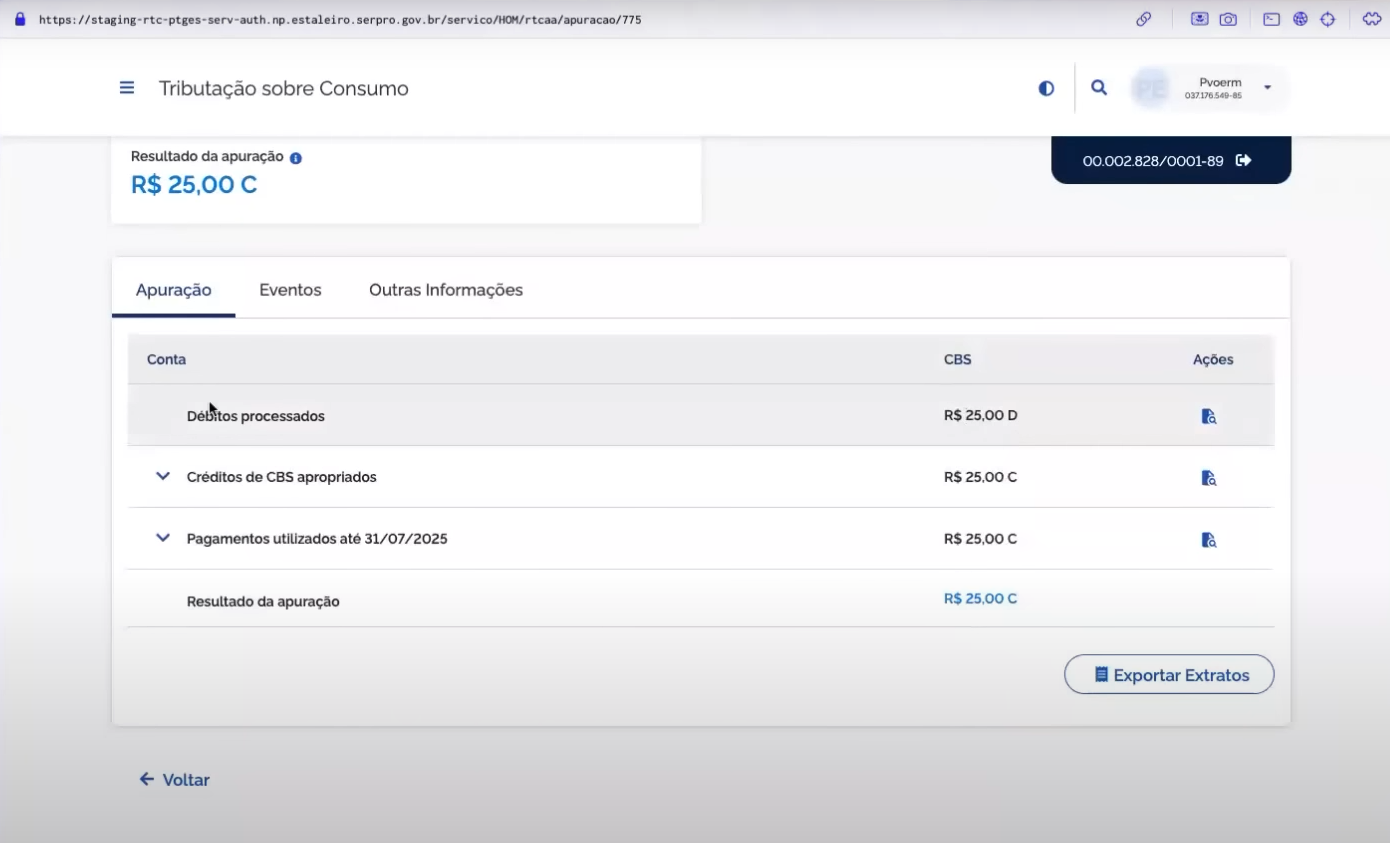 https://staging-rtc-ptges-serv-auth.np.estaleiro.serpro.gov.br/servico/HOM/rtcaa/apuracao/775
Tributação sobre Consumo
PE
Pvoerm
037.176.549-85
Resultado da apuração
R$ 25,00 C
00.002.828/0001-89
Apuração Eventos Outras Informações
Conta CBS Ações
Débitos processados R$ 25,00 D
Créditos de CBS apropriados R$ 25,00 C
Pagamentos utilizados até 31/07/2025 R$ 25,00 C
Resultado da apuração R$ 25,00 C
Exportar Extratos
Voltar